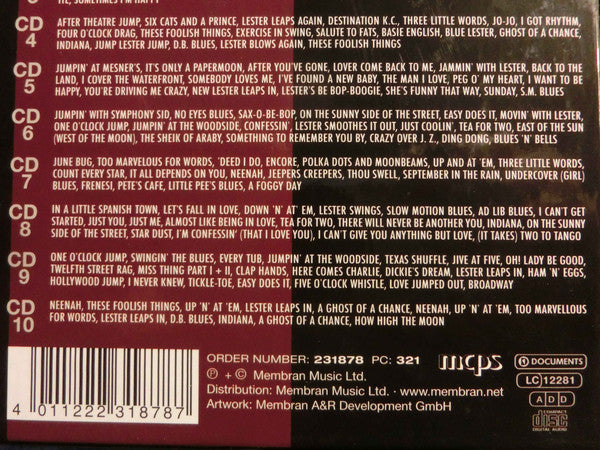 TIE, SOMETIMES I'M HAPPY
CD 4
AFTER THEATRE JUMP, SIX CATS AND A PRINCE, LESTER LEAPS AGAIN, DESTINATION K.C., THREE LITTLE WORDS, JO-JO, I GOT RHYTHM,
FOUR O'CLOCK DRAG, THESE FOOLISH THINGS, EXERCISE IN SWING, SALUTE TO FATS, BASIE ENGLISH, BLUE LESTER, GHOST OF A CHANCE,
INDIANA, JUMP LESTER JUMP, D.B. BLUES, LESTER BLOWS AGAIN, THESE FOOLISH THINGS
CD 5
JUMPIN' AT MESNER'S, IT'S ONLY A PAPERMOON, AFTER YOU'VE GONE, LOVER COME BACK TO ME, JAMMIN' WITH LESTER, BACK TO THE
LAND, I COVER THE WATERFRONT, SOMEBODY LOVES ME, I'VE FOUND A NEW BABY, THE MAN I LOVE, PEG O' MY HEART, I WANT TO BE
HAPPY, YOU'RE DRIVING ME CRAZY, NEW LESTER LEAPS IN, LESTER'S BE BOP-BOOGIE, SHE'S FUNNY THAT WAY, SUNDAY, S.M. BLUES
CD 6
JUMPIN' WITH SYMPHONY SID, NO EYES BLUES, SAX-O-BE-BOP, ON THE SUNNY SIDE OF THE STREET, EASY DOES IT, MOVIN' WITH LESTER,
ONE O'CLOCK JUMP, JUMPIN' AT THE WOODSIDE, CONFESSIN', LESTER SMOOTHES IT OUT, JUST COOLIN', TEA FOR TWO, EAST OF THE SUN
(WEST OF THE MOON), THE SHEIK OF ARABY, SOMETHING TO REMEMBER YOU BY, CRAZY OVER J. Z., DING DONG, BLUES 'N' BELLS
CD 7
JUNE BUG, TOO MARVELOUS FOR WORDS, 'DEED I DO, ENCORE, POLKA DOTS AND MOONBEAMS, UP AND AT 'EM, THREE LITTLE WORDS,
COUNT EVERY STAR, IT ALL DEPENDS ON YOU, NEENAH, JEEPERS CREEPERS, THOU SWELL, SEPTEMBER IN THE RAIN, UNDERCOVER (GIRL)
BLUES, FRENESI, PETE'S CAFE, LITTLE PEE'S BLUES, A FOGGY DAY
CD 8
IN A LITTLE SPANISH TOWN, LET'S FALL IN LOVE, DOWN 'N' AT' EM, LESTER SWINGS, SLOW MOTION BLUES, AD LIB BLUES, I CAN'T GET
STARTED, JUST YOU, JUST ME, ALMOST LIKE BEING IN LOVE, TEA FOR TWO, THERE WILL NEVER BE ANOTHER YOU, INDIANA, ON THE SUNNY
SIDE OF THE STREET, STAR DUST, I'M CONFESSIN' (THAT I LOVE YOU), I CAN'T GIVE YOU ANYTHING BUT LOVE, (IT TAKES) TWO TO TANGO
CD 9
ONE O'CLOCK JUMP, SWINGIN' THE BLUES, EVERY TUB, JUMPIN' AT THE WOODSIDE, TEXAS SHUFFLE, JIVE AT FIVE, OH! LADY BE GOOD,
TWELFTH STREET RAG, MISS THING PART I + II, CLAP HANDS, HERE COMES CHARLIE, DICKIE'S DREAM, LESTER LEAPS IN, HAM 'N' EGGS,
HOLLYWOOD JUMP, I NEVER KNEW, TICKLE-TOE, EASY DOES IT, FIVE O'CLOCK WHISTLE, LOVE JUMPED OUT, BROADWAY
CD 10
NEENAH, THESE FOOLISH THINGS, UP 'N' AT 'EM, LESTER LEAPS IN, A GHOST OF A CHANCE, NEENAH, UP 'N' AT 'EM, TOO MARVELLOUS
FOR WORDS, LESTER LEAPS IN, D.B. BLUES, INDIANA, A GHOST OF A CHANCE, HOW HIGH THE MOON
ORDER NUMBER: 231878 PC: 321
℗ + © Membran Music Ltd.
Distribution: Membran Music Ltd. · www.membran.net
Artwork: Membran A&R Development GmbH
mcps
DOCUMENTS
LC 12281
ADD
COMPACT
disc
DIGITAL AUDIO
4 011222 318787